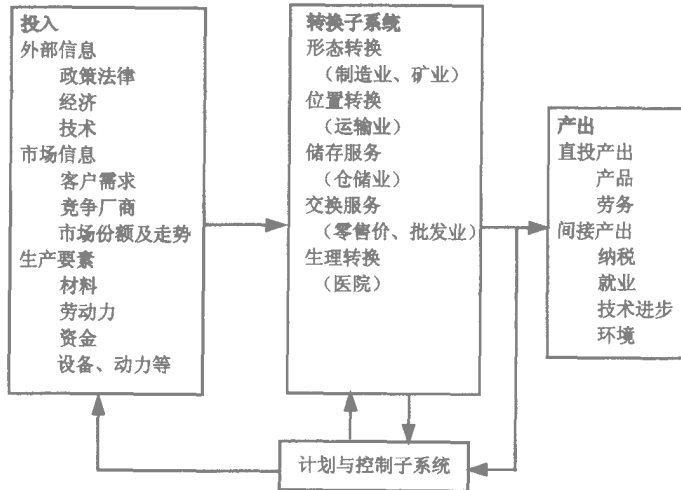 投入
外部信息
政策法律
经济
技术
市场信息
客户需求
竞争厂商
市场份额及走势
生产要素
材料
劳动力
资金
设备、动力等
转换子系统
形态转换
（制造业、矿业）
位置转换
（运输业）
储存服务
（仓储业）
交换服务
（零售价、批发业）
生理转换
（医院）
产出
直投产出
产品
劳务
间接产出
纳税
就业
技术进步
环境
计划与控制子系统